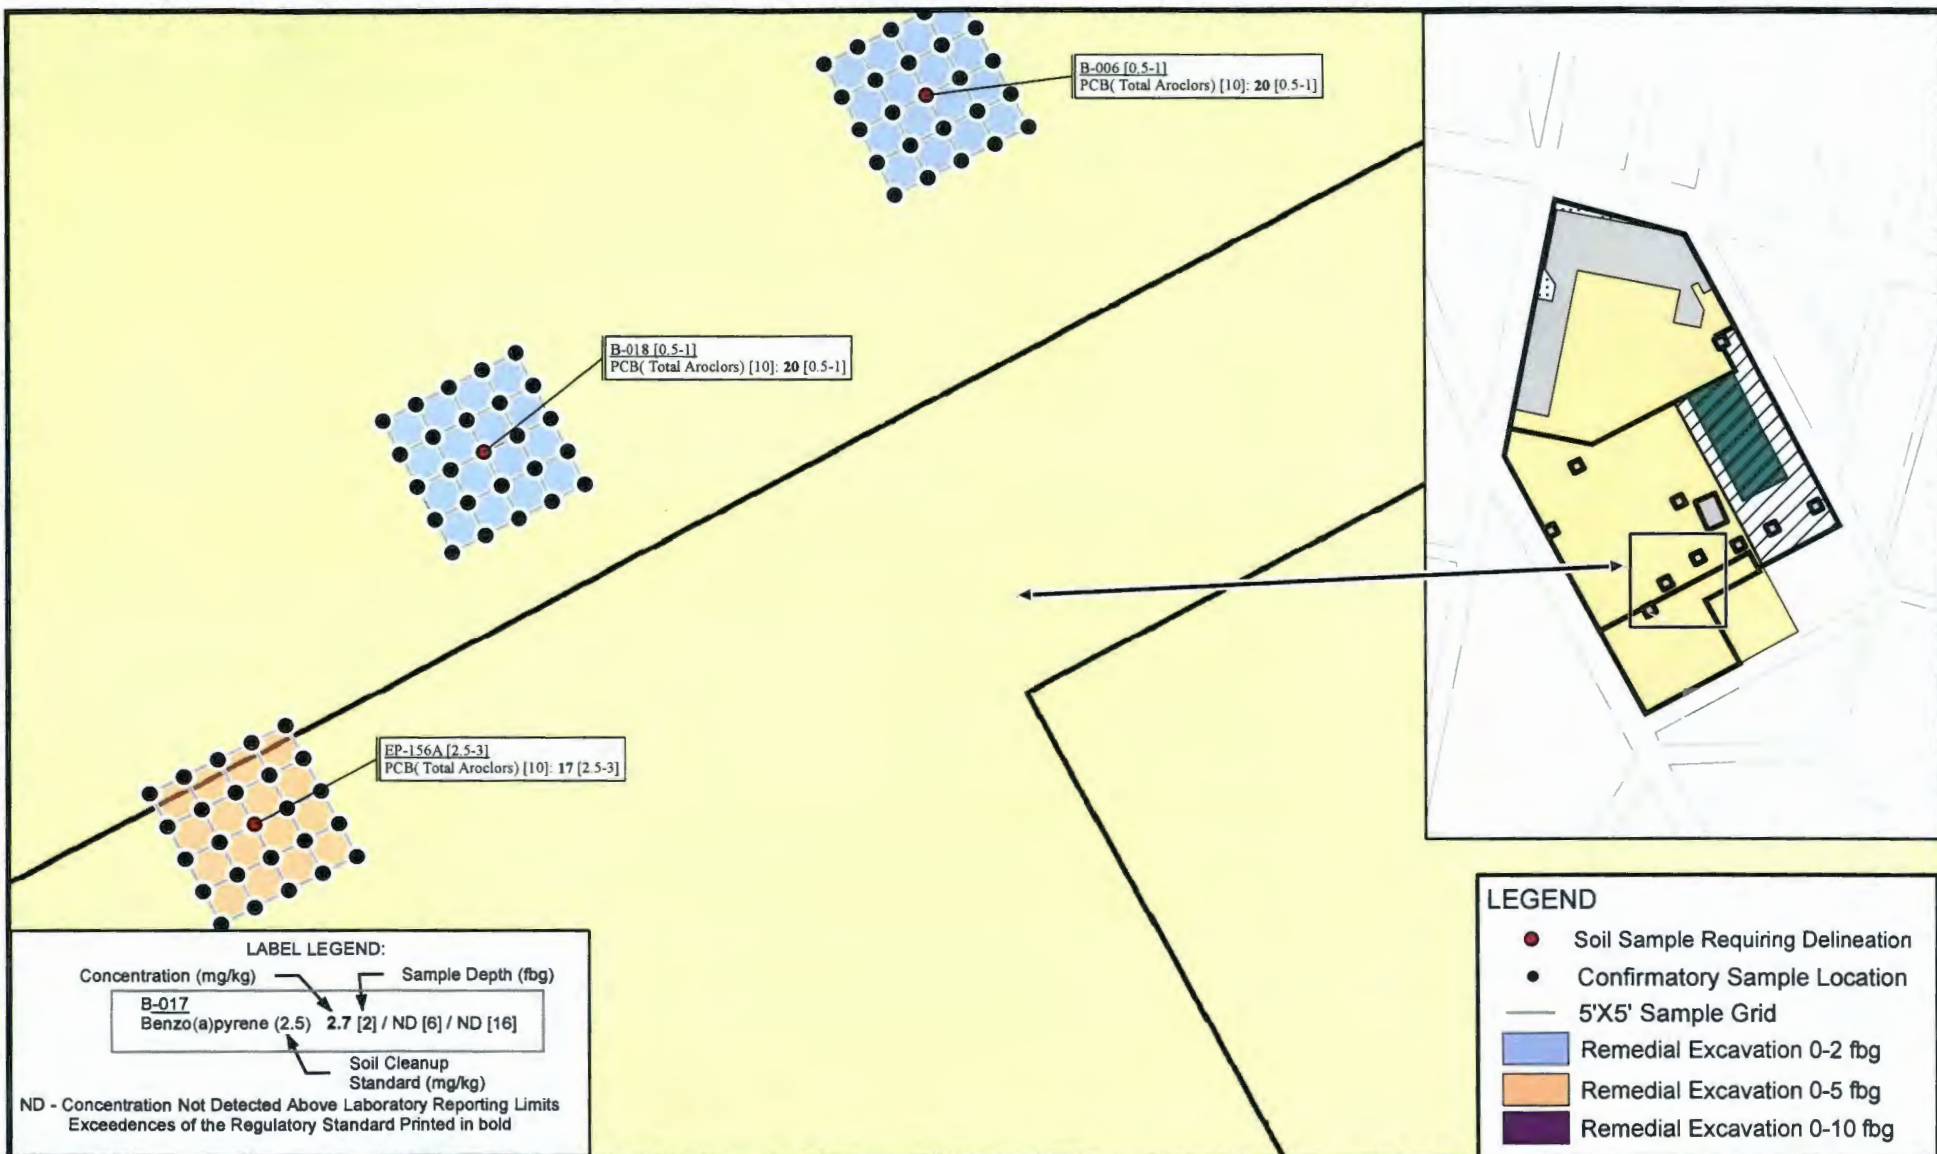 B-006 [0.5-1]
PCB( Total Aroclors) [10]: 20 [0.5-1]
B-018 [0.5-1]
PCB( Total Aroclors) [10]: 20 [0.5-1]
EP-156A [2.5-3]
PCB( Total Aroclors) [10]: 17 [2.5-3]
LABEL LEGEND:
Concentration (mg/kg) Sample Depth (fbg)
B-017
Benzo(a)pyrene (2.5) 2.7 [2] / ND [6] / ND [16]
Soil Cleanup
Standard (mg/kg)
ND - Concentration Not Detected Above Laboratory Reporting Limits
Exceedences of the Regulatory Standard Printed in bold
LEGEND
Soil Sample Requiring Delineation
Confirmatory Sample Location
5'X5' Sample Grid
Remedial Excavation 0-2 fbg
Remedial Excavation 0-5 fbg
Remedial Excavation 0-10 fbg